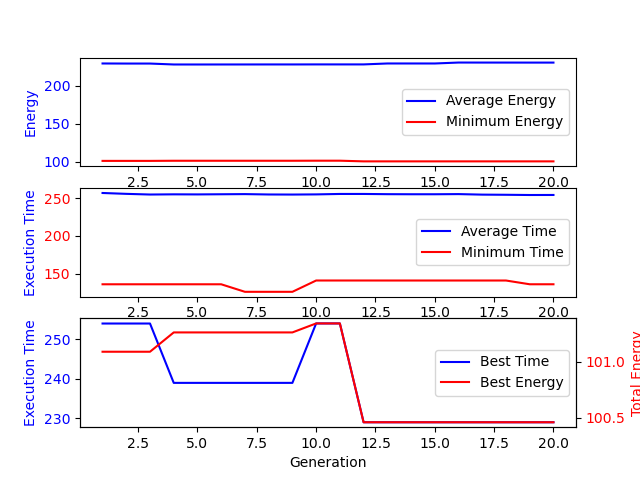 Energy
200
150
100
Average Energy
Minimum Energy
2.5 5.0 7.5 10.0 12.5 15.0 17.5 20.0
Execution Time
250
200
150
Average Time
Minimum Time
2.5 5.0 7.5 10.0 12.5 15.0 17.5 20.0
Execution Time
250
240
230
Best Time
Best Energy
101.0
100.5
Total Energy
2.5 5.0 7.5 10.0 12.5 15.0 17.5 20.0
Generation